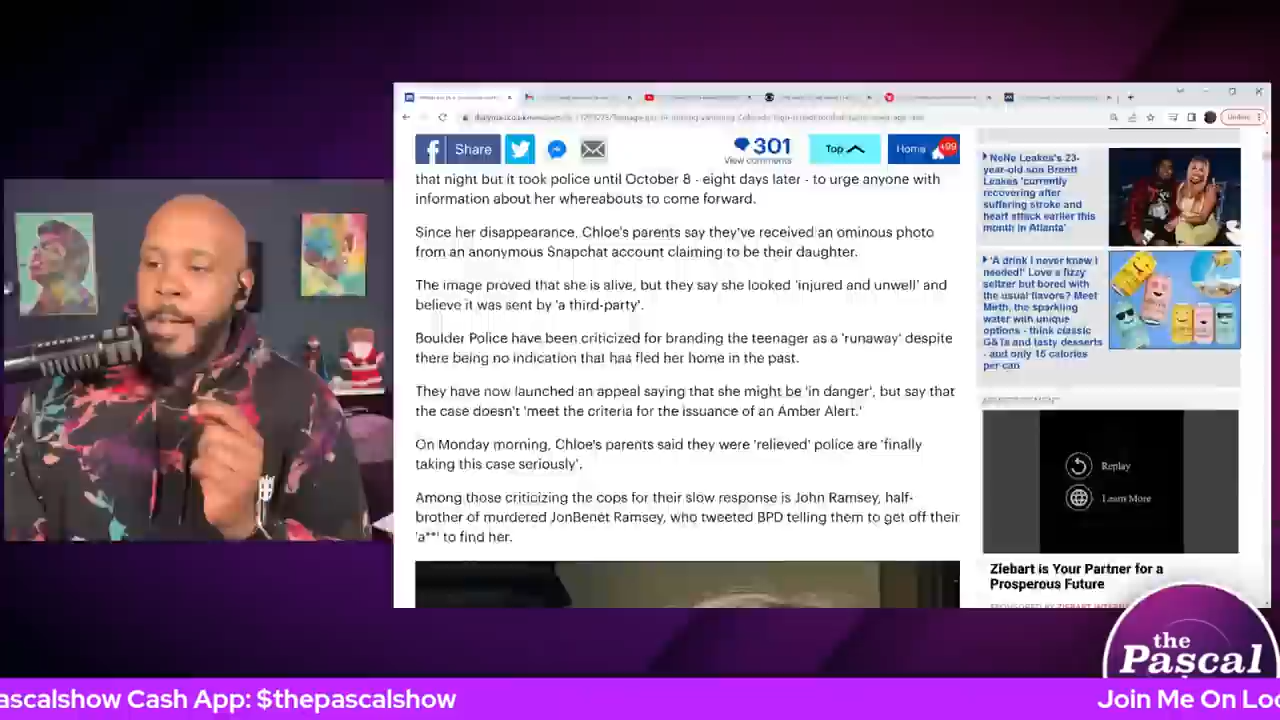 Share
301
View comments
Top
Home
+99
that night but it took police until October 8 - eight days later - to urge anyone with
information about her whereabouts to come forward.
Since her disappearance, Chloe's parents say they've received an ominous photo
from an anonymous Snapchat account claiming to be their daughter.
The image proved that she is alive, but they say she looked 'injured and unwell' and
believe it was sent by 'a third-party'.
Boulder Police have been criticized for branding the teenager as a 'runaway' despite
there being no indication that has fled her home in the past.
They have now launched an appeal saying that she might be 'in danger', but say that
the case doesn't 'meet the criteria for the issuance of an Amber Alert.'
On Monday morning, Chloe's parents said they were 'relieved' police are 'finally
taking this case seriously'.
Among those criticizing the cops for their slow response is John Ramsey, half-
brother of murdered JonBenét Ramsey, who tweeted BPD telling them to get off their
'a**' to find her.
NeNe Leakes's 23-
year-old son Brentt
Leakes 'currently
recovering after
suffering stroke and
heart attack earlier this
month in Atlanta'
'A drink I never knew I
needed!' Love a fizzy
seltzer but bored with
the usual flavors? Meet
Mirth, the sparkling
water with unique
options - think classic
G&Ts and tasty desserts
- and only 15 calories
per can
Replay
Learn More
Ziebart is Your Partner for a
Prosperous Future
the
Pascal
ascalshow Cash App: $thepascalshow
Join Me On Loc